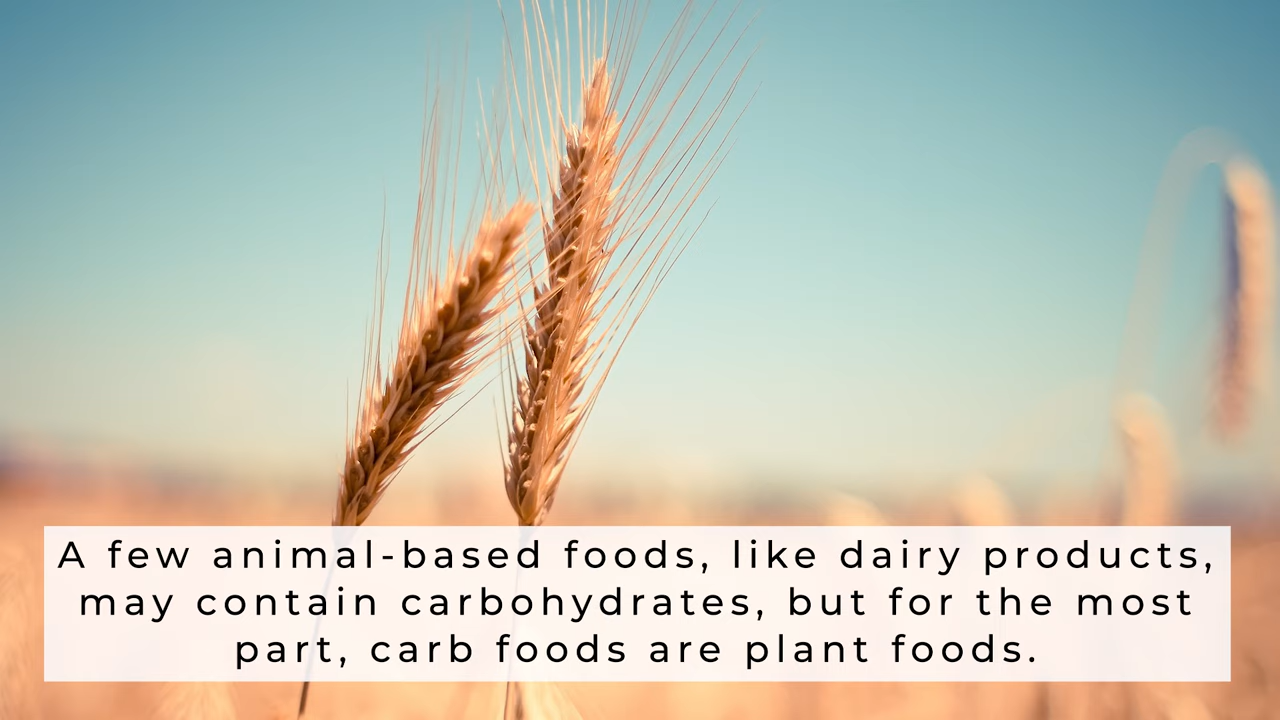 A few animal-based foods, like dairy products,
may contain carbohydrates, but for the most
part, carb foods are plant foods.